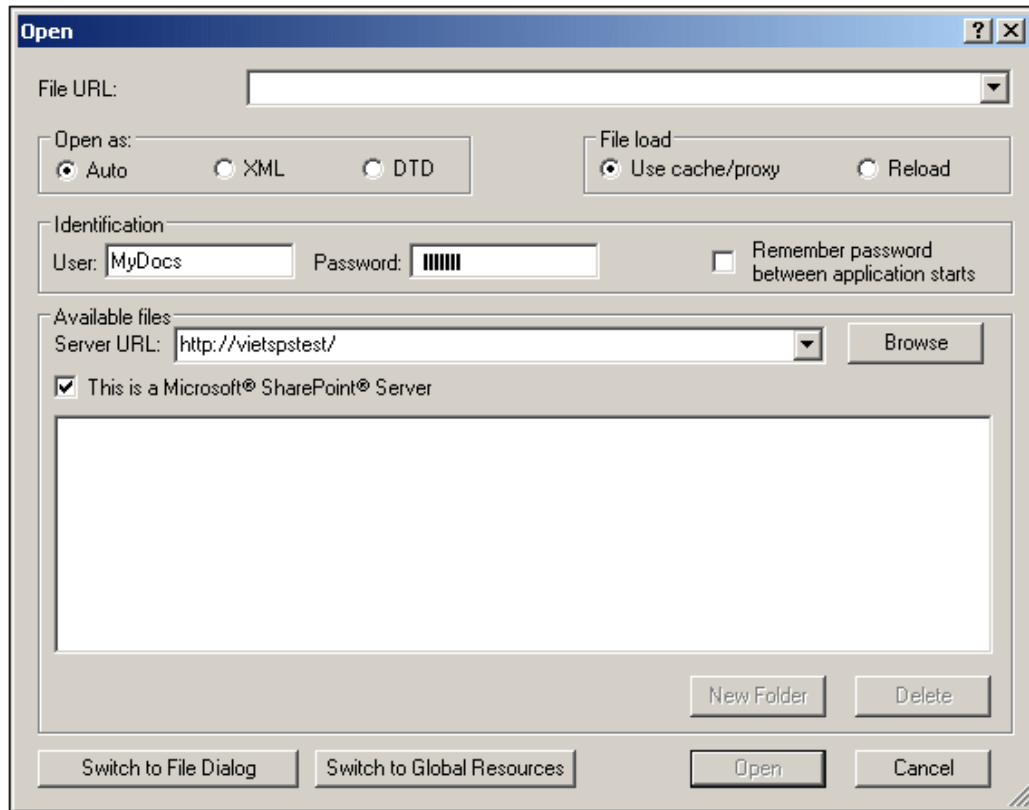 Open
File URL:
Open as:
File load
Auto XML DTD
Use cache/proxy Reload
Identification
User: MyDocs Password:
Remember password
between application starts
Available files
Server URL: http://vietspstest/ Browse
This is a Microsoft® SharePoint® Server
New Folder Delete
Switch to File Dialog Switch to Global Resources Open Cancel